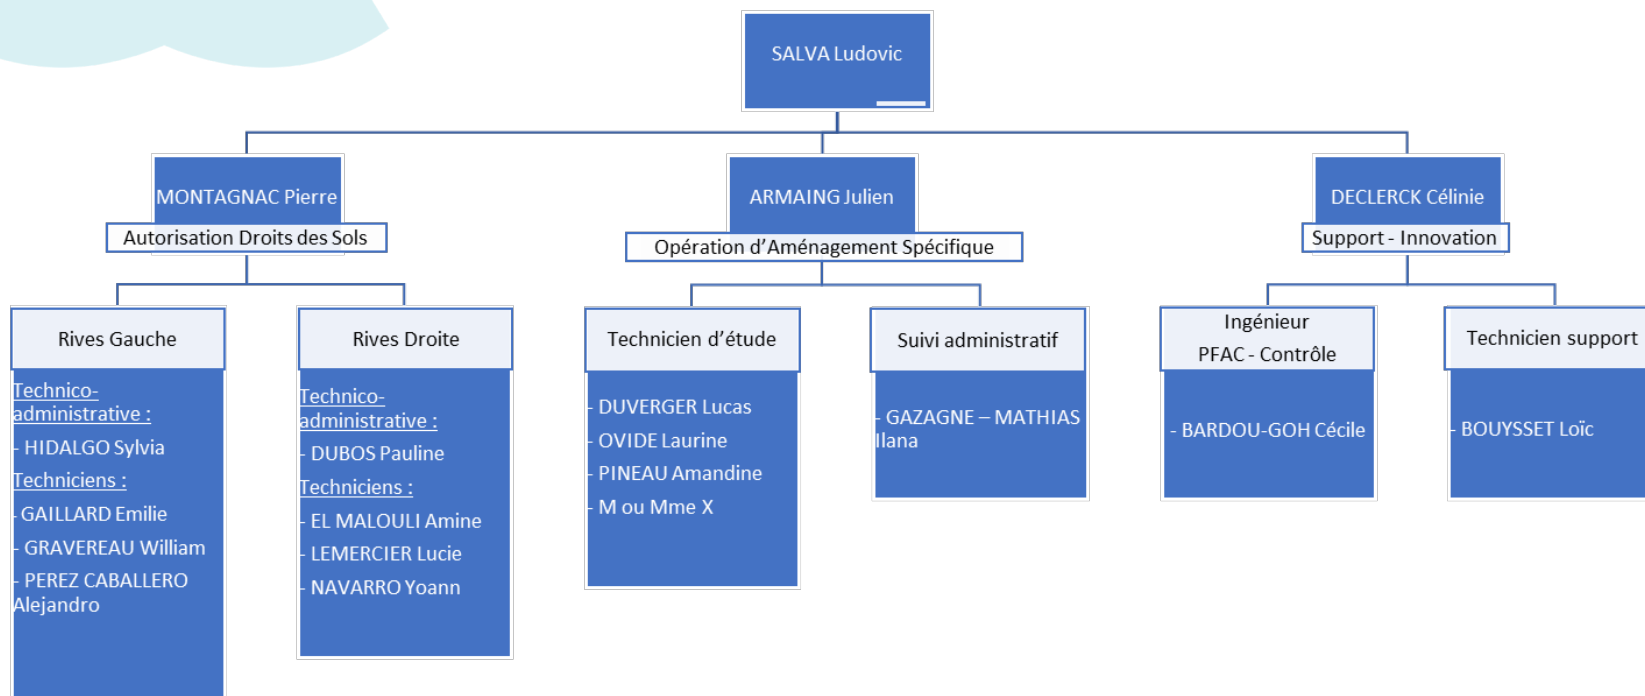 SALVA Ludovic
MONTAGNAC Pierre
Autorisation Droits des Sols
ARMAING Julien
Opération d’Aménagement Spécifique
DECLERCK Célinie
Support - Innovation
Rives Gauche
Technico-
administrative :
- HIDALGO Sylvia
Techniciens :
- GAILLARD Emilie
- GRAVEREAU William
- PEREZ CABALLERO
Alejandro
Rives Droite
Technico-
administrative :
- DUBOS Pauline
Techniciens :
- EL MALOULI Amine
- LEMERCIER Lucie
- NAVARRO Yoann
Technicien d’étude
- DUVERGER Lucas
- OVIDE Laurine
- PINEAU Amandine
- M ou Mme X
Suivi administratif
- GAZAGNE – MATHIAS
Ilana
Ingénieur
PFAC - Contrôle
- BARDOU-GOH Cécile
Technicien support
- BOUYSSET Loïc